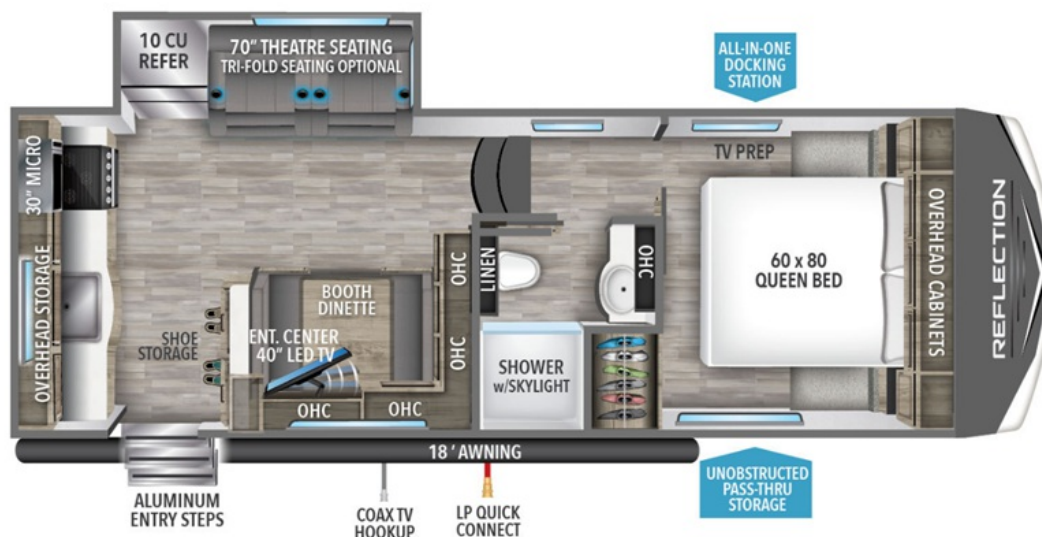 10 CU
REFER
70" THEATRE SEATING
TRI-FOLD SEATING OPTIONAL
ALL-IN-ONE
DOCKING
STATION
30" MICRO
OVERHEAD STORAGE
TV PREP
60 x 80
QUEEN BED
OVERHEAD CABINETS
REFLECTION
OHC
LINEN
OHC
BOOTH
DINETTE
ENT. CENTER
40" LED TV
SHOE
STORAGE
OHC
SHOWER
w/SKYLIGHT
OHC
OHC
18' AWNING
ALUMINUM
ENTRY STEPS
COAX TV
HOOKUP
LP QUICK
CONNECT
UNOBSTRUCTED
PASS-THRU
STORAGE